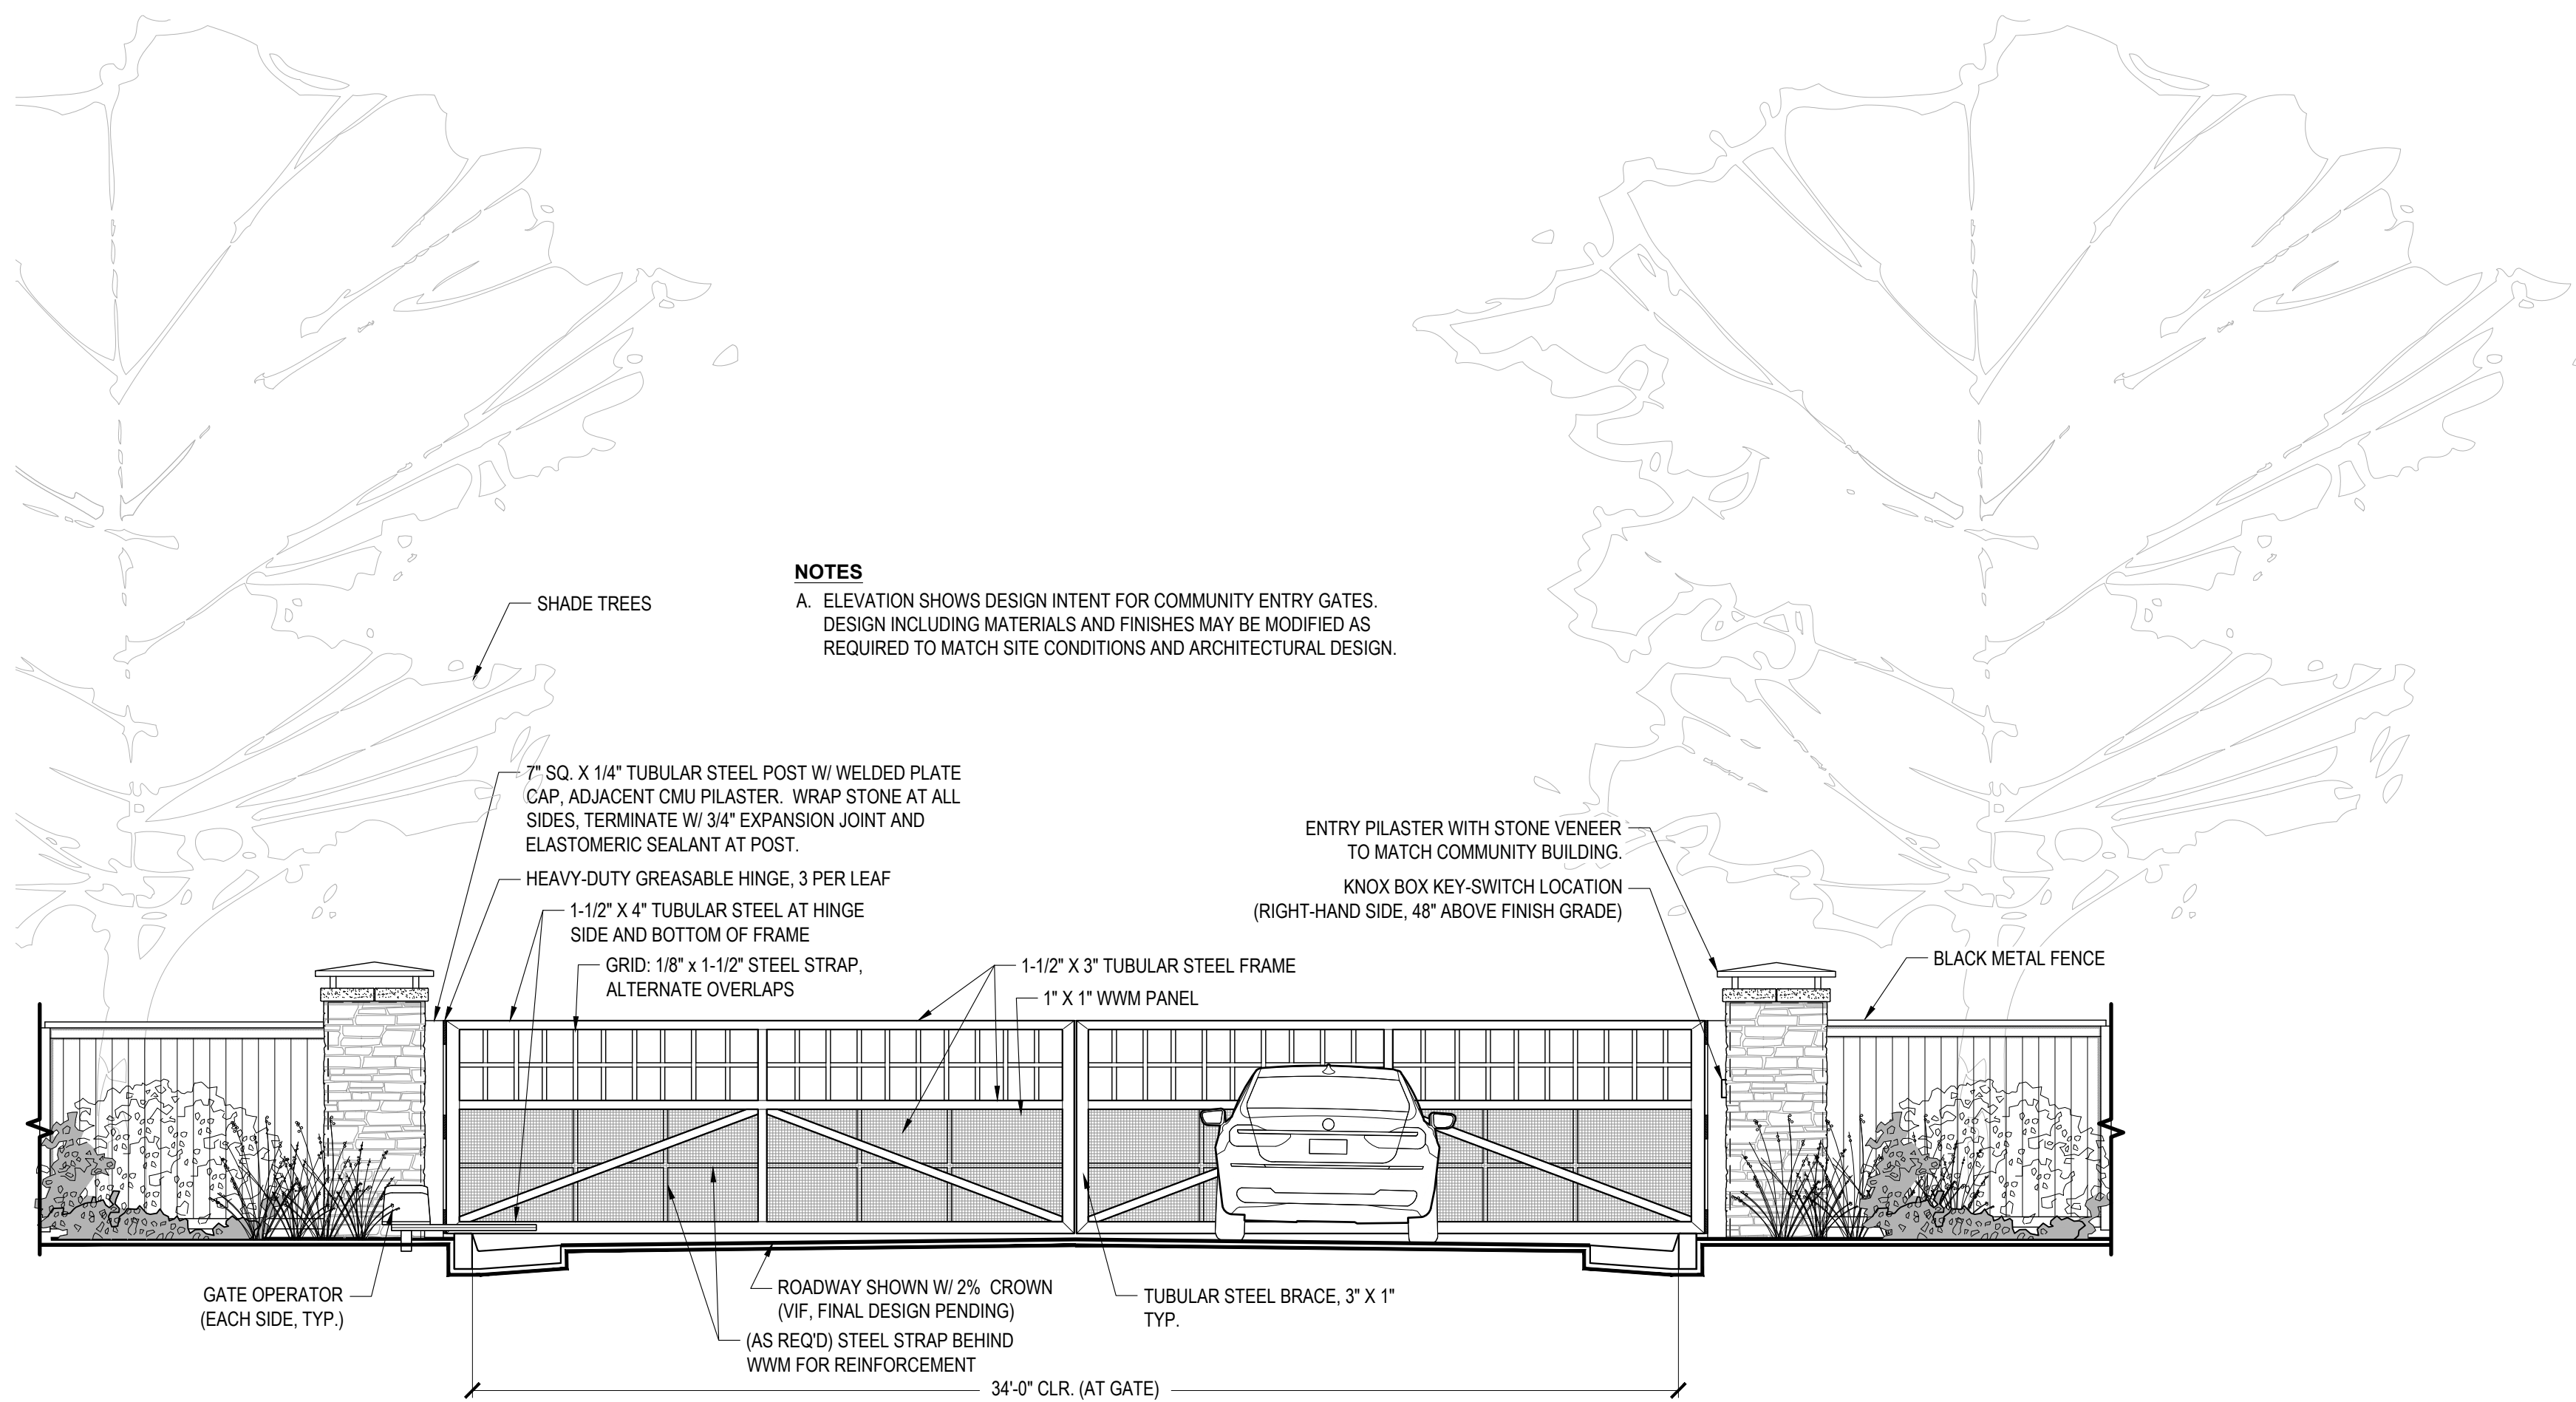 NOTES
A. ELEVATION SHOWS DESIGN INTENT FOR COMMUNITY ENTRY GATES.
DESIGN INCLUDING MATERIALS AND FINISHES MAY BE MODIFIED AS
REQUIRED TO MATCH SITE CONDITIONS AND ARCHITECTURAL DESIGN.
SHADE TREES
7" SQ. X 1/4" TUBULAR STEEL POST W/ WELDED PLATE
CAP, ADJACENT CMU PILASTER. WRAP STONE AT ALL
SIDES, TERMINATE W/ 3/4" EXPANSION JOINT AND
ELASTOMERIC SEALANT AT POST.
HEAVY-DUTY GREASABLE HINGE, 3 PER LEAF
1-1/2" X 4" TUBULAR STEEL AT HINGE
SIDE AND BOTTOM OF FRAME
GRID: 1/8" x 1-1/2" STEEL STRAP,
ALTERNATE OVERLAPS
1-1/2" X 3" TUBULAR STEEL FRAME
1" X 1" WWM PANEL
ENTRY PILASTER WITH STONE VENEER
TO MATCH COMMUNITY BUILDING.
KNOX BOX KEY-SWITCH LOCATION
(RIGHT-HAND SIDE, 48" ABOVE FINISH GRADE)
BLACK METAL FENCE
GATE OPERATOR
(EACH SIDE, TYP.)
ROADWAY SHOWN W/ 2% CROWN
(VIF, FINAL DESIGN PENDING)
(AS REQ'D) STEEL STRAP BEHIND
WWM FOR REINFORCEMENT
TUBULAR STEEL BRACE, 3" X 1"
TYP.
34'-0" CLR. (AT GATE)